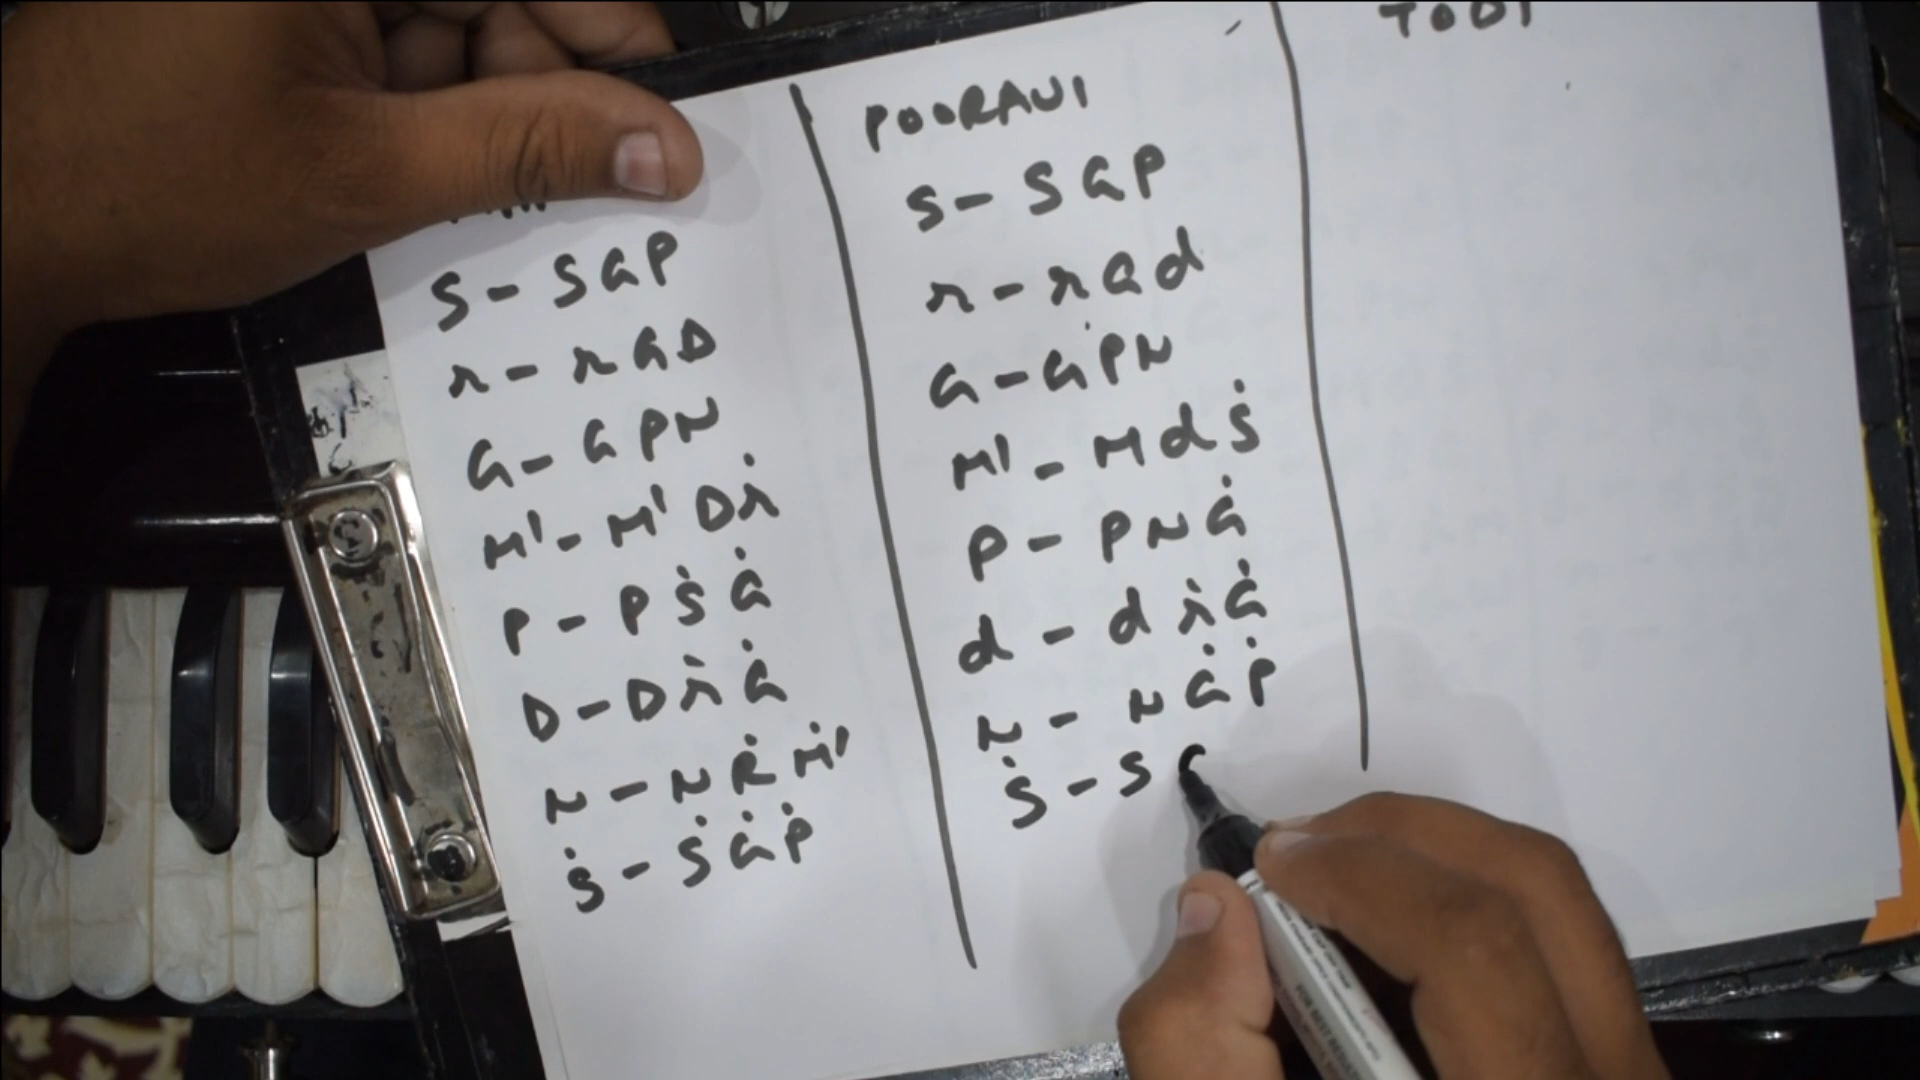 S - S G P
r - r G D
G - G P N
M' - M' D ṙ
P - P Ṡ Ġ
D - D ṙ Ġ
N - N Ṙ Ṁ'
Ṡ - Ṡ Ġ Ṗ
POORAVI
S - S G P
r - r G d
G - G P N
M' - M d Ṡ
P - P N Ġ
d - d ṙ Ġ
N - N Ġ Ṗ
Ṡ - S
TODI